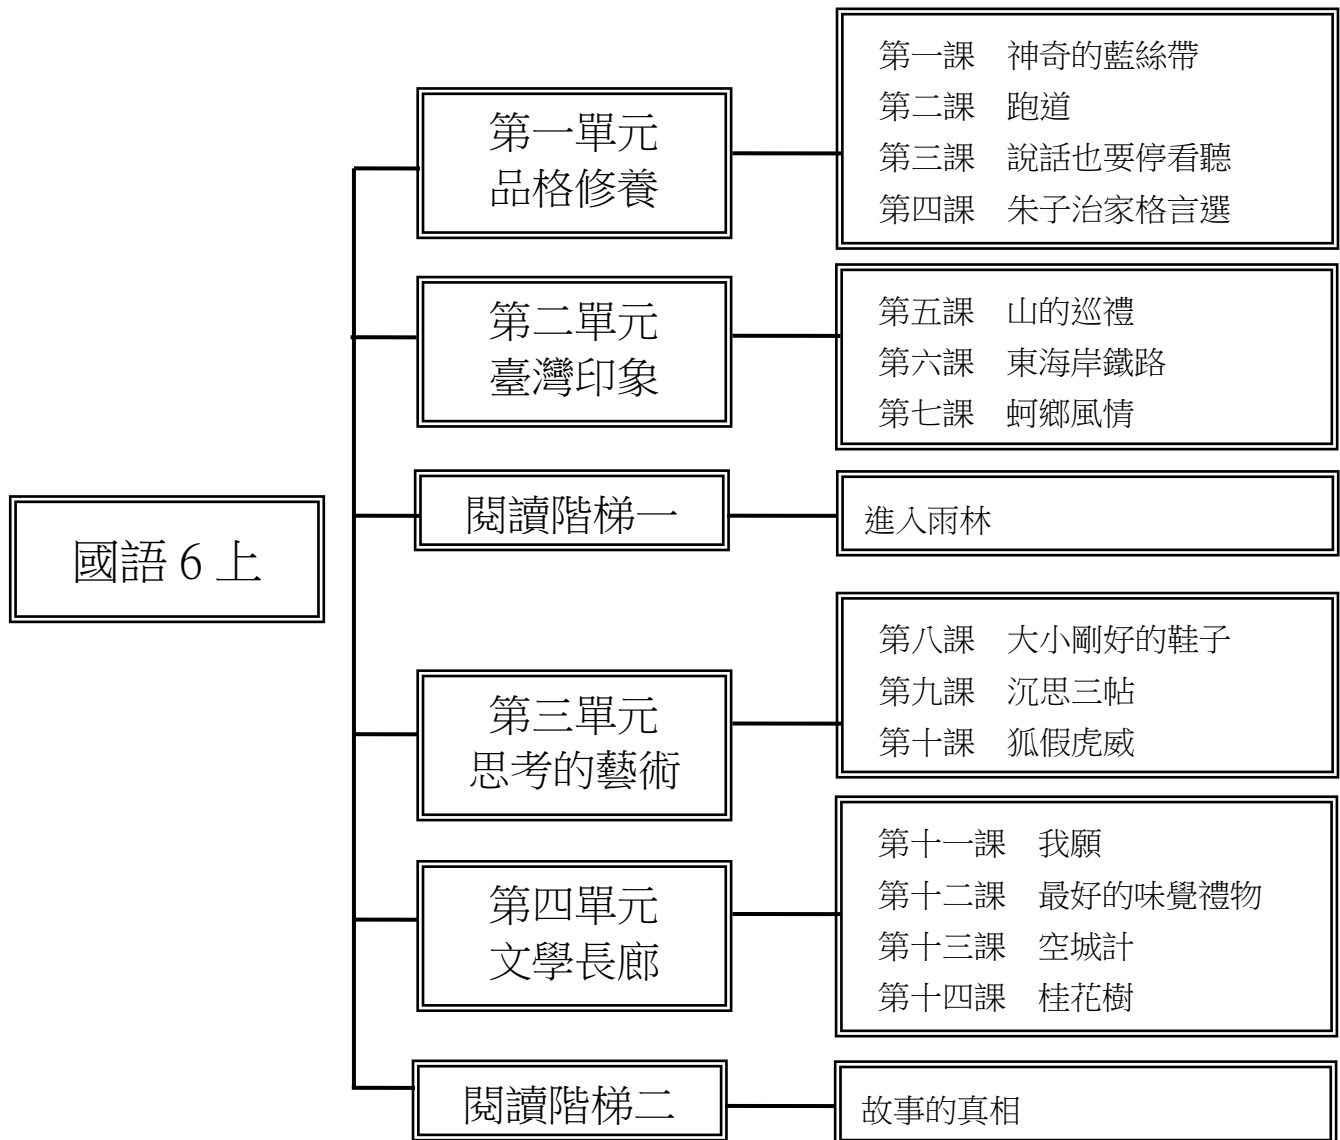 國語 6 上
第一單元
品格修養
第一課 神奇的藍絲帶
第二課 跑道
第三課 說話也要停看聽
第四課 朱子治家格言選
第二單元
臺灣印象
第五課 山的巡禮
第六課 東海岸鐵路
第七課 蚵鄉風情
閱讀階梯一
進入雨林
第三單元
思考的藝術
第八課 大小剛好的鞋子
第九課 沉思三帖
第十課 狐假虎威
第四單元
文學長廊
第十一課 我願
第十二課 最好的味覺禮物
第十三課 空城計
第十四課 桂花樹
閱讀階梯二
故事的真相